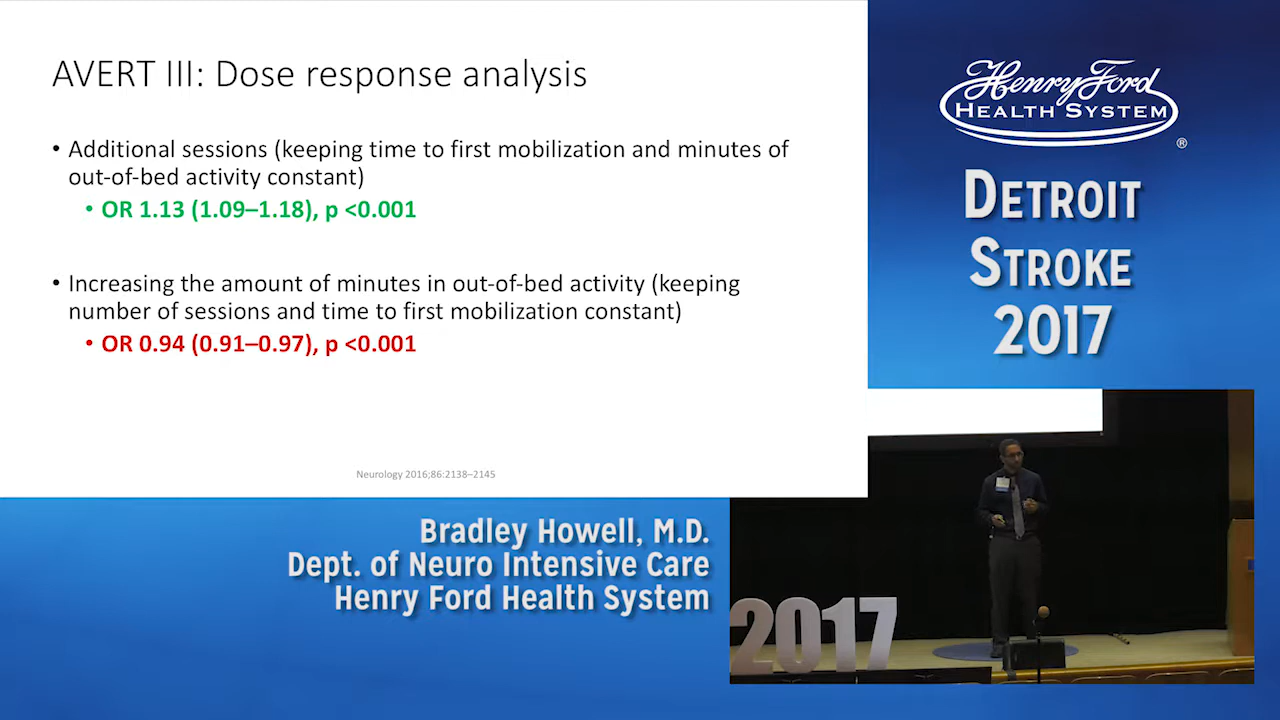 AVERT III: Dose response analysis
• Additional sessions (keeping time to first mobilization and minutes of
out-of-bed activity constant)
• OR 1.13 (1.09–1.18), p <0.001
• Increasing the amount of minutes in out-of-bed activity (keeping
number of sessions and time to first mobilization constant)
• OR 0.94 (0.91–0.97), p <0.001
Neurology 2016;86:2138–2145
Henry Ford
HEALTH SYSTEM
®
DETROIT
STROKE
2017
Bradley Howell, M.D.
Dept. of Neuro Intensive Care
Henry Ford Health System
2017